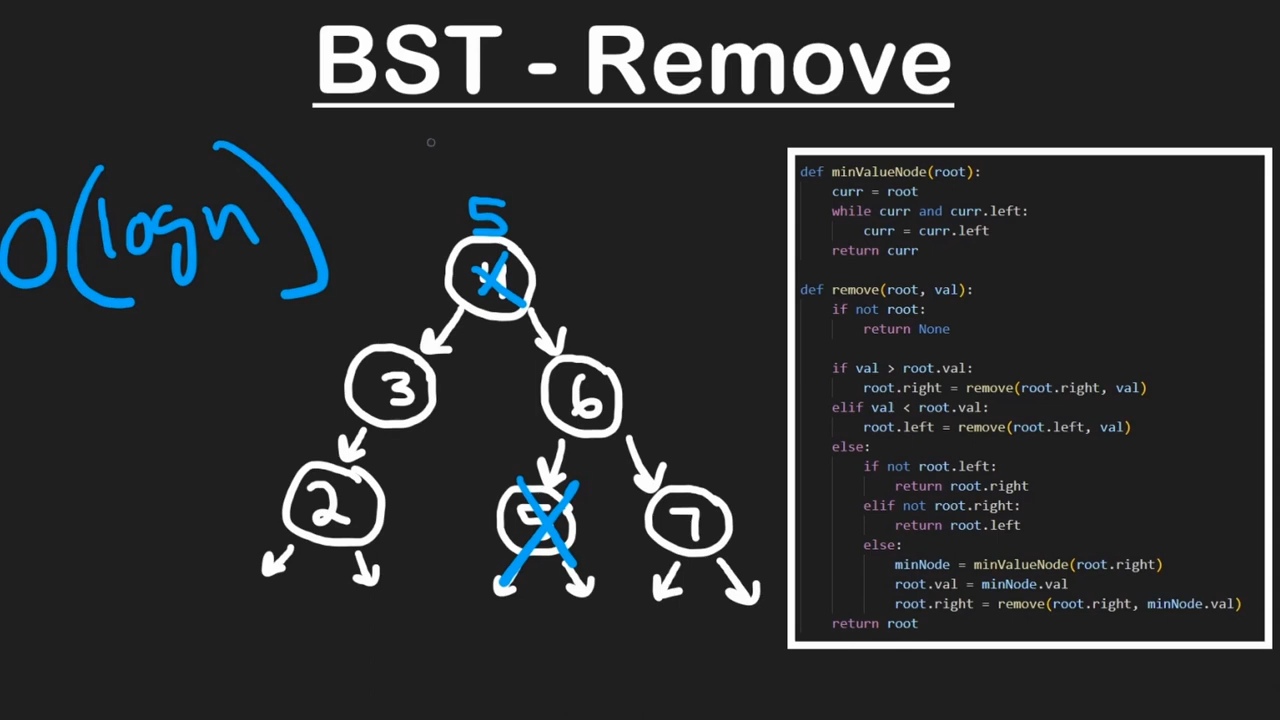 BST - Remove
O(log n)
5
4
3
6
2
5
7
def minValueNode(root):
    curr = root
    while curr and curr.left:
        curr = curr.left
    return curr
def remove(root, val):
    if not root:
        return None
    if val > root.val:
        root.right = remove(root.right, val)
    elif val < root.val:
        root.left = remove(root.left, val)
    else:
        if not root.left:
            return root.right
        elif not root.right:
            return root.left
        else:
            minNode = minValueNode(root.right)
            root.val = minNode.val
            root.right = remove(root.right, minNode.val)
    return root